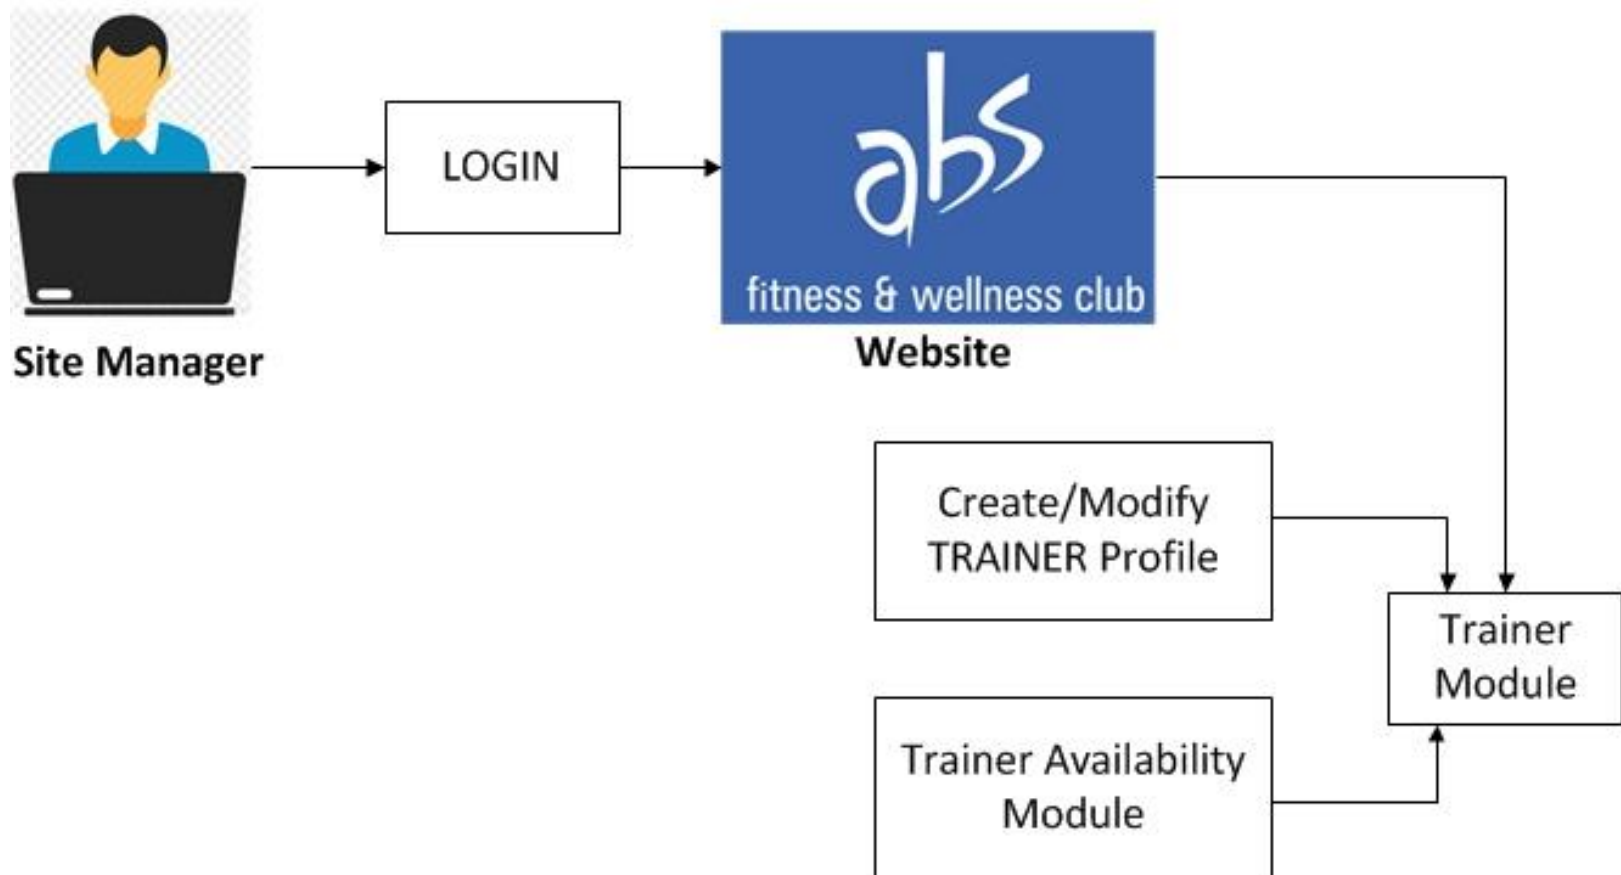 LOGIN
abs
fitness & wellness club
Site Manager
Website
Create/Modify
TRAINER Profile
Trainer
Module
Trainer Availability
Module